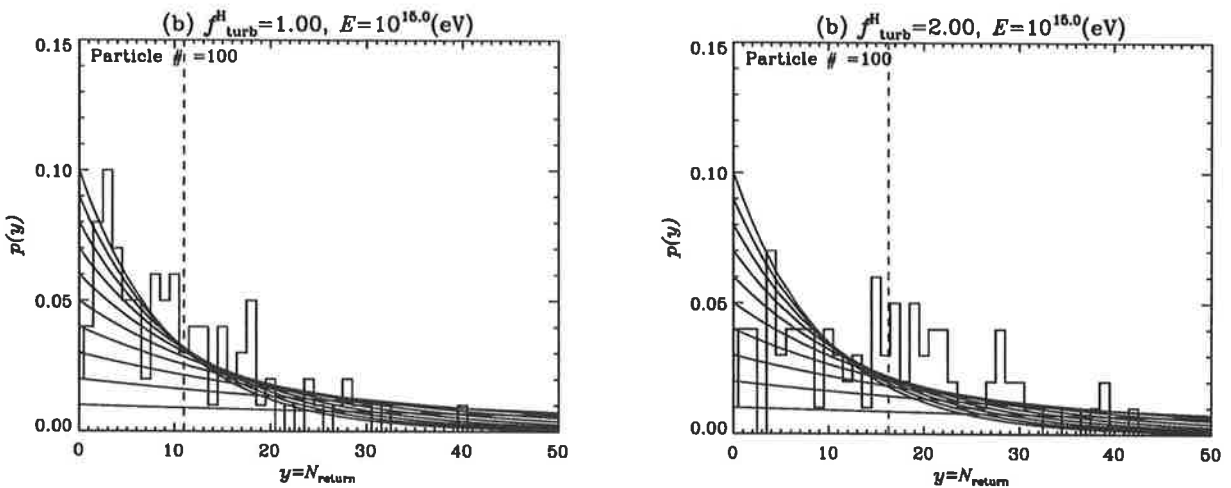 (b) f^H_turb=1.00, E=10^15.0(eV)
Particle # =100
0.15
0.10
0.05
0.00
p(y)
0 10 20 30 40 50
y=N_return
(b) f^H_turb=2.00, E=10^15.0(eV)
Particle # =100
0.15
0.10
0.05
0.00
p(y)
0 10 20 30 40 50
y=N_return